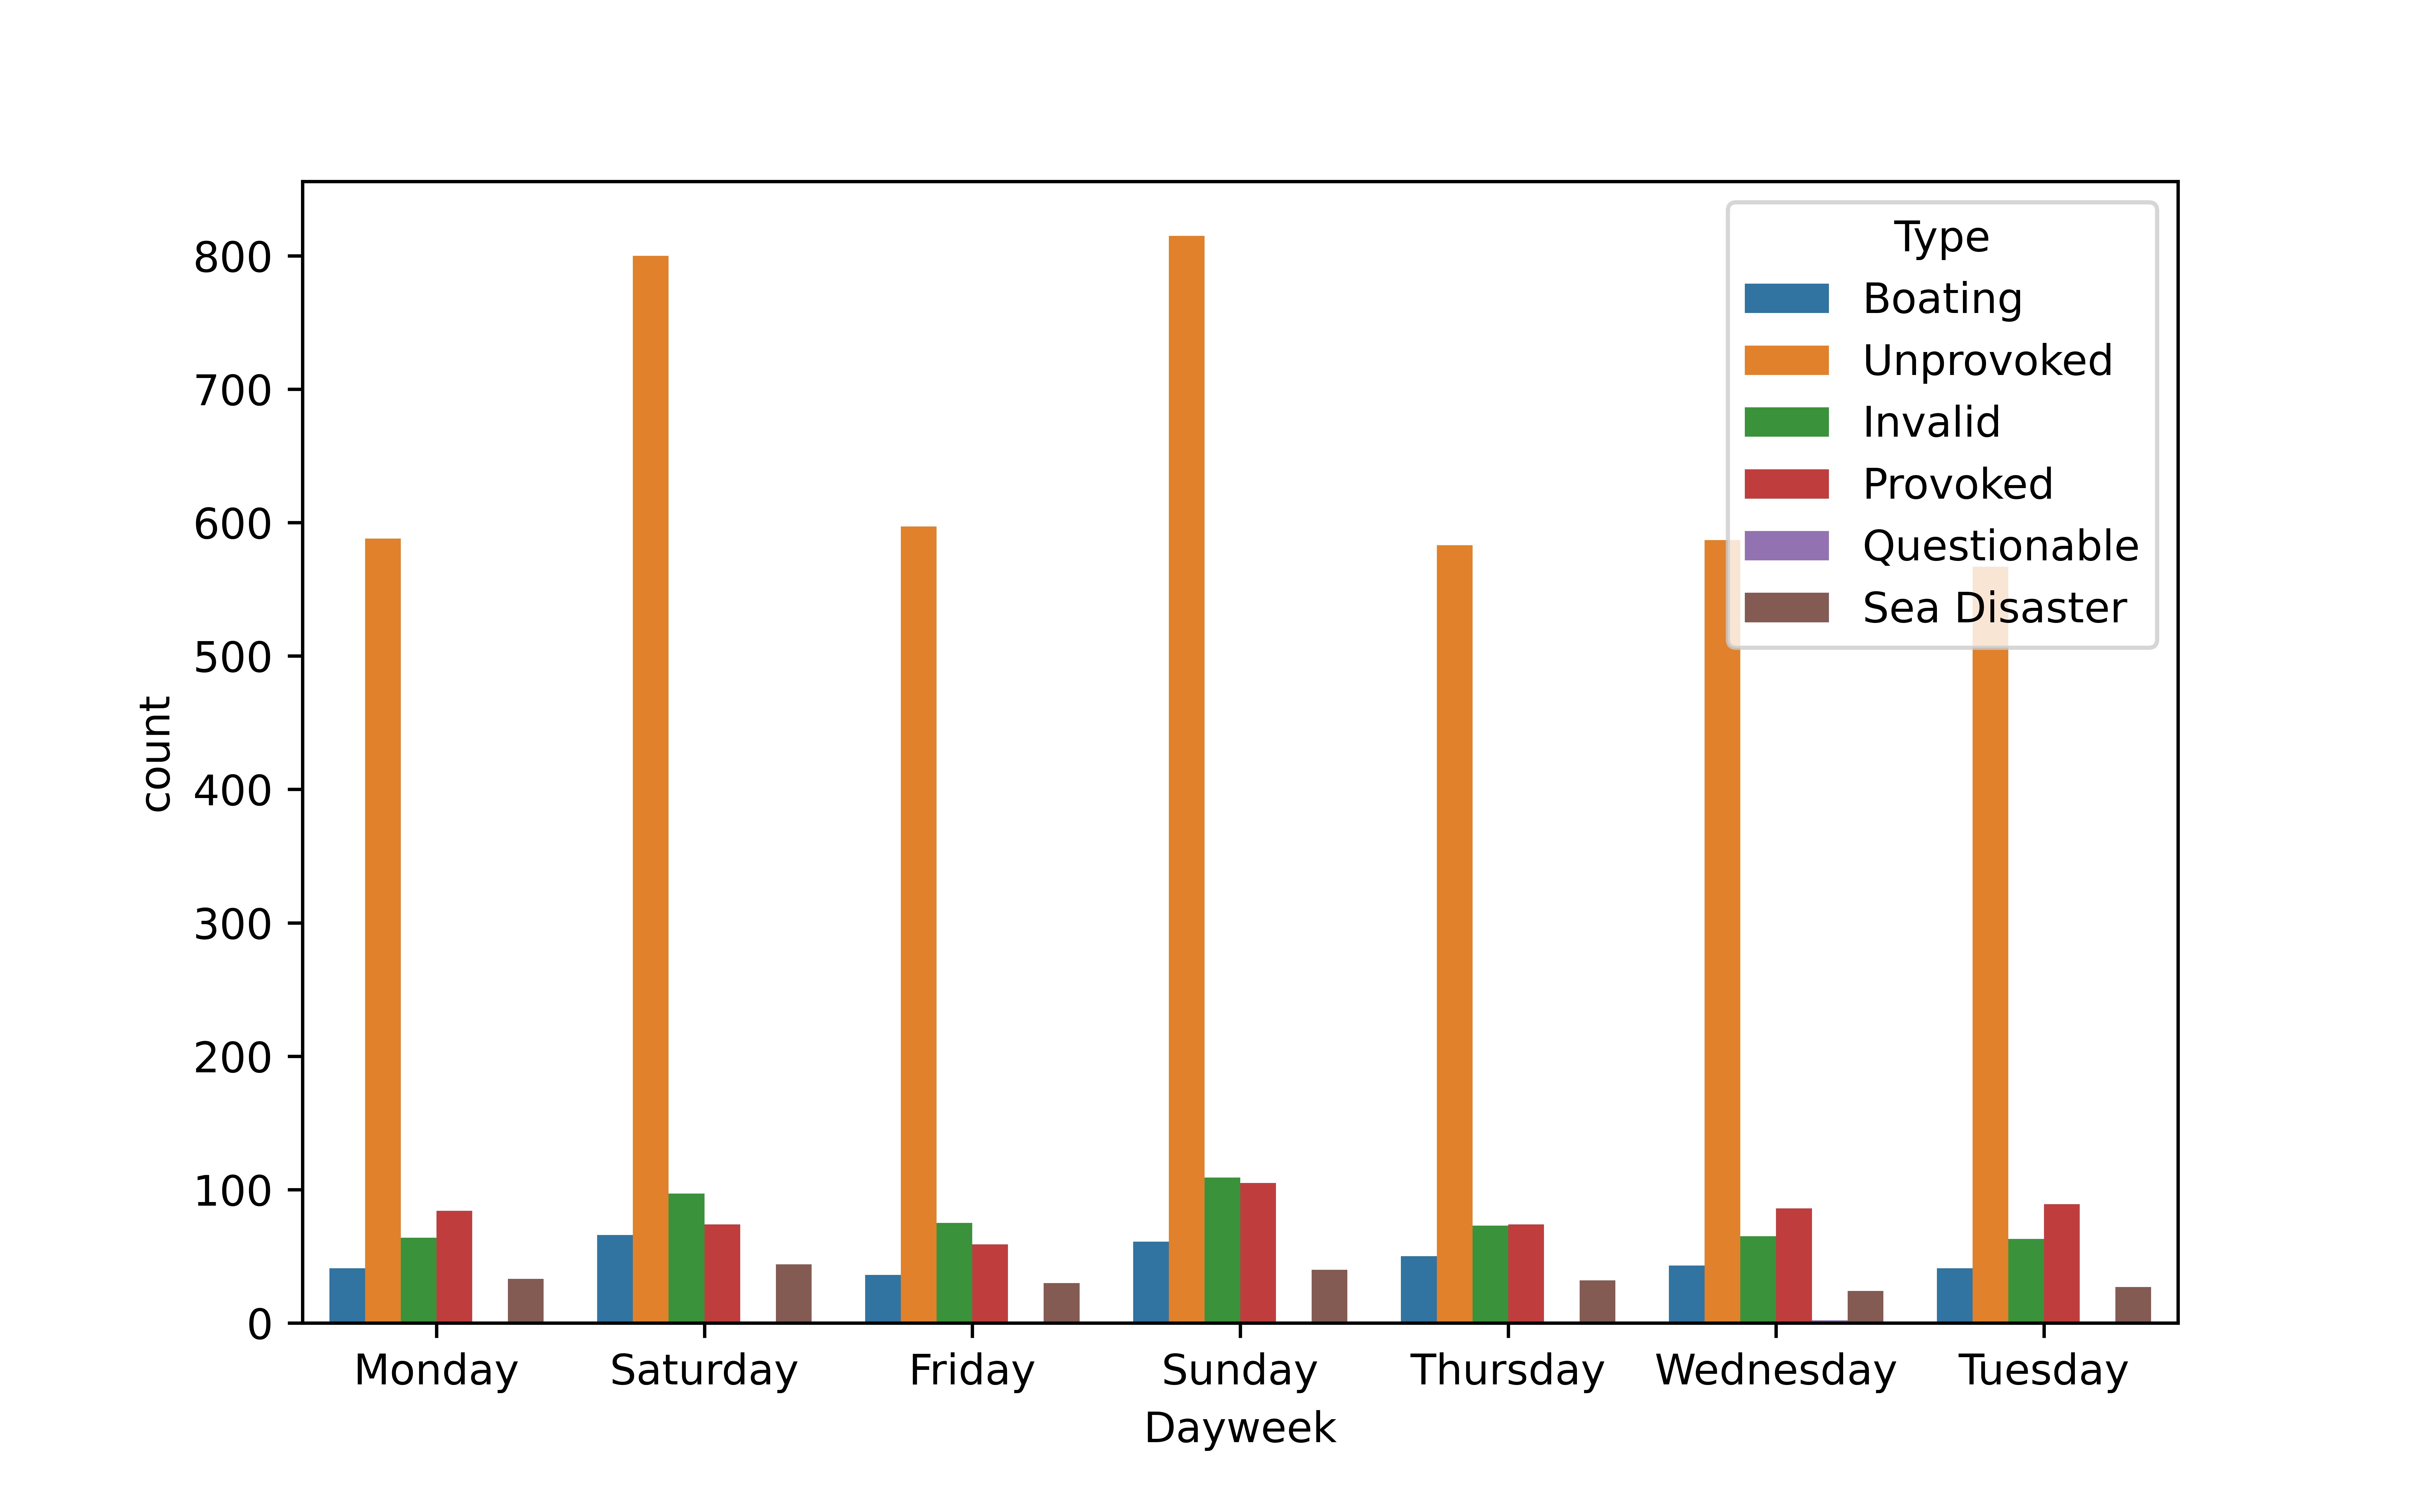 Type
Boating
Unprovoked
Invalid
Provoked
Questionable
Sea Disaster
count
800
700
600
500
400
300
200
100
0
Monday Saturday Friday Sunday Thursday Wednesday Tuesday
Dayweek